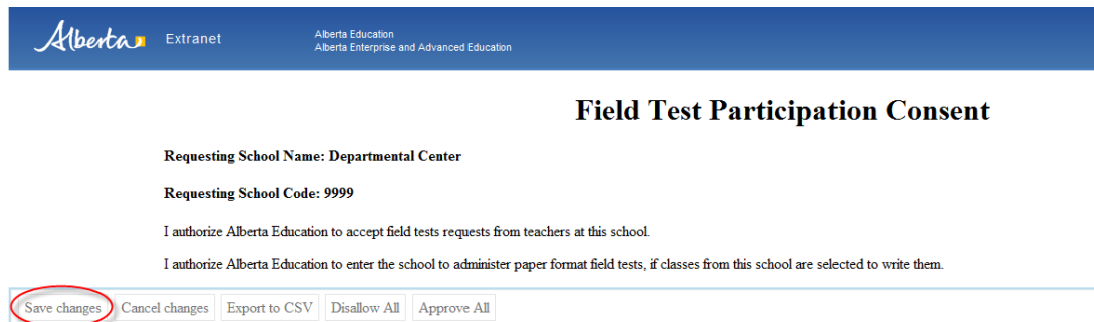 Alberta Extranet
Alberta Education
Alberta Enterprise and Advanced Education
Field Test Participation Consent
Requesting School Name: Departmental Center
Requesting School Code: 9999
I authorize Alberta Education to accept field tests requests from teachers at this school.
I authorize Alberta Education to enter the school to administer paper format field tests, if classes from this school are selected to write them.
Save changes Cancel changes Export to CSV Disallow All Approve All